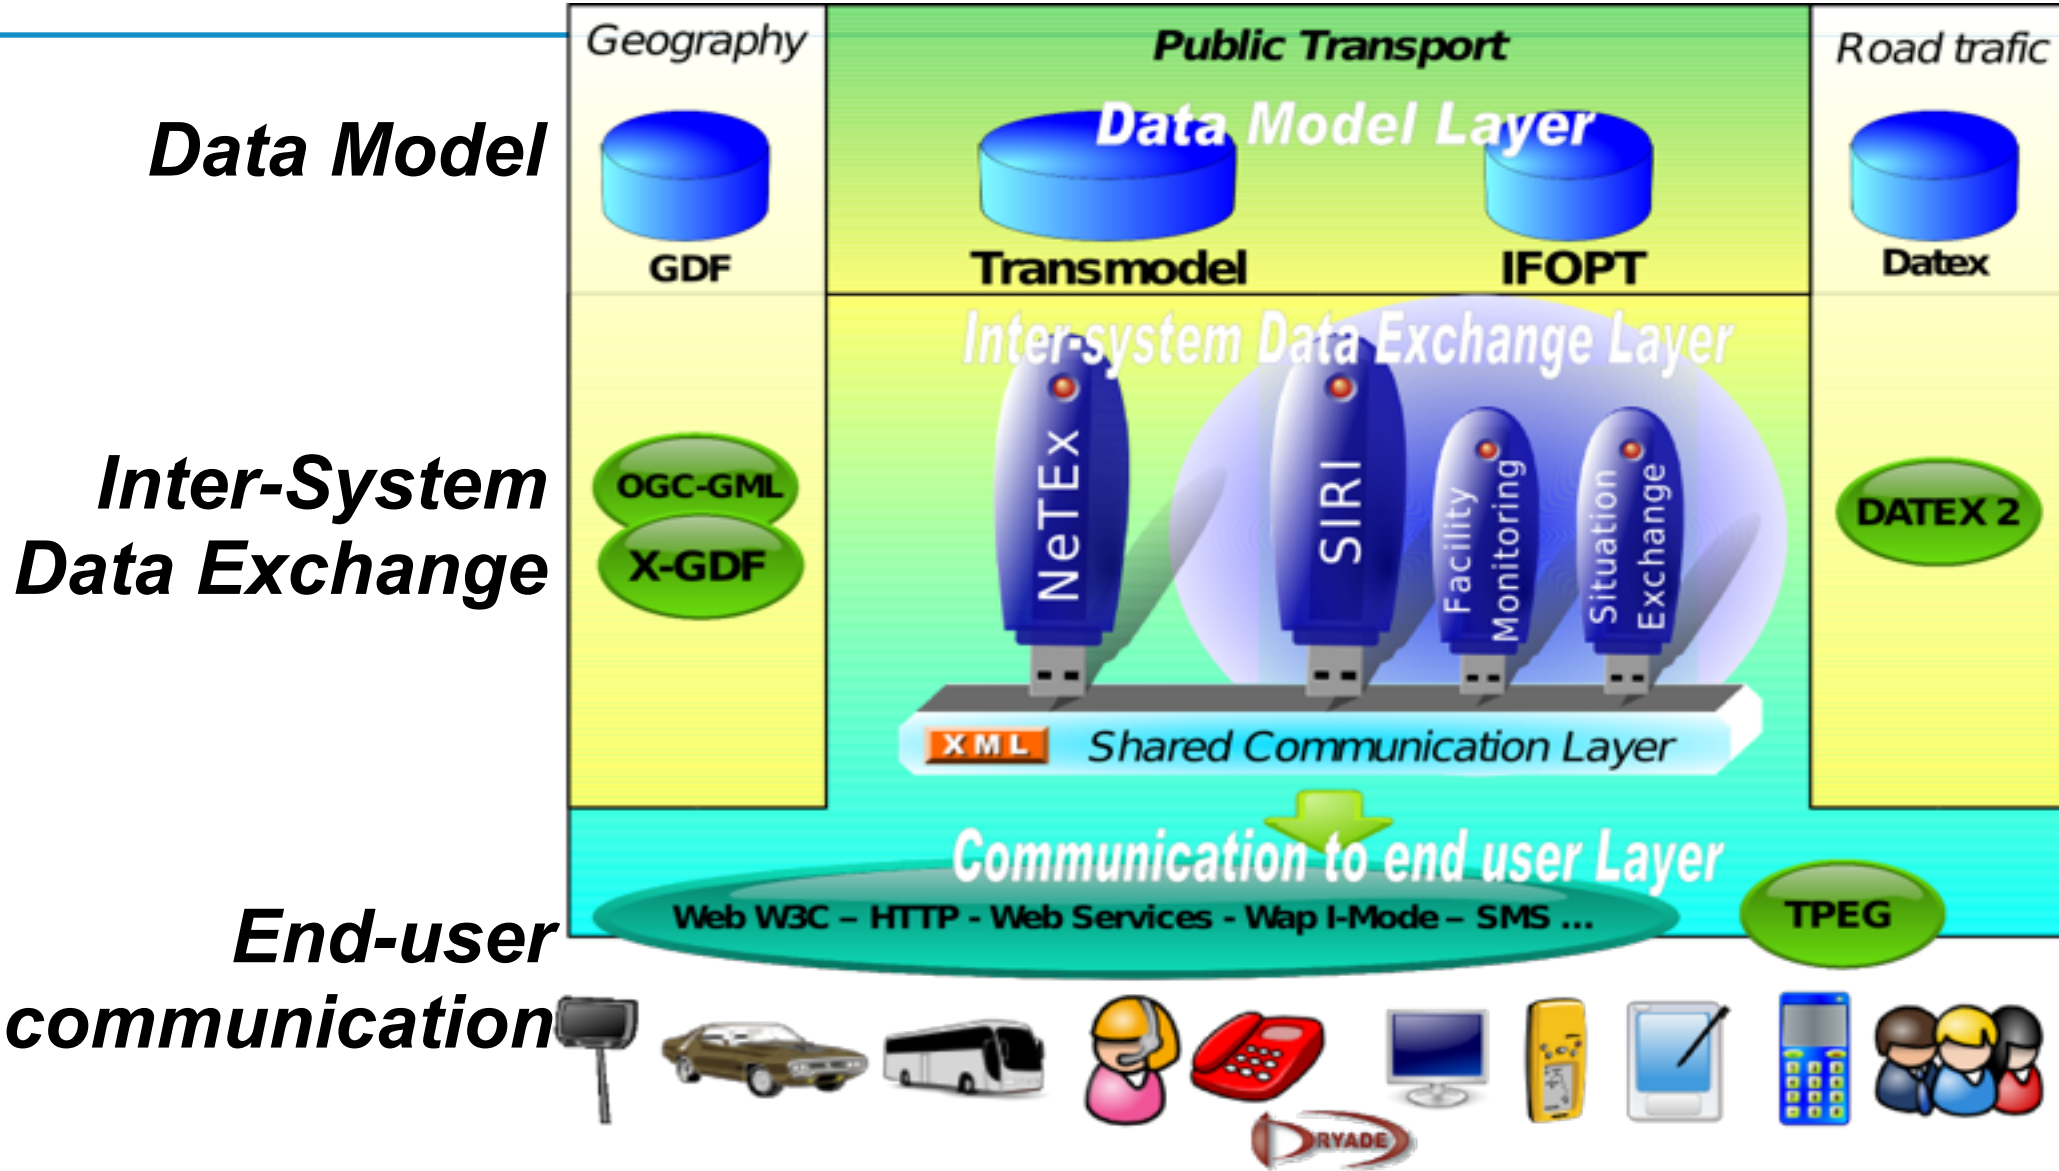 Geography
Public Transport
Road trafic
Data Model
Data Model Layer
GDF
Transmodel
IFOPT
Datex
Inter-System
Data Exchange
Inter-system Data Exchange Layer
OGC-GML
X-GDF
NeTEx
SIRI
Facility
Monitoring
Situation
Exchange
DATEX 2
XML
Shared Communication Layer
End-user
communication
Communication to end user Layer
Web W3C – HTTP - Web Services - Wap I-Mode – SMS ...
TPEG
DRYADE